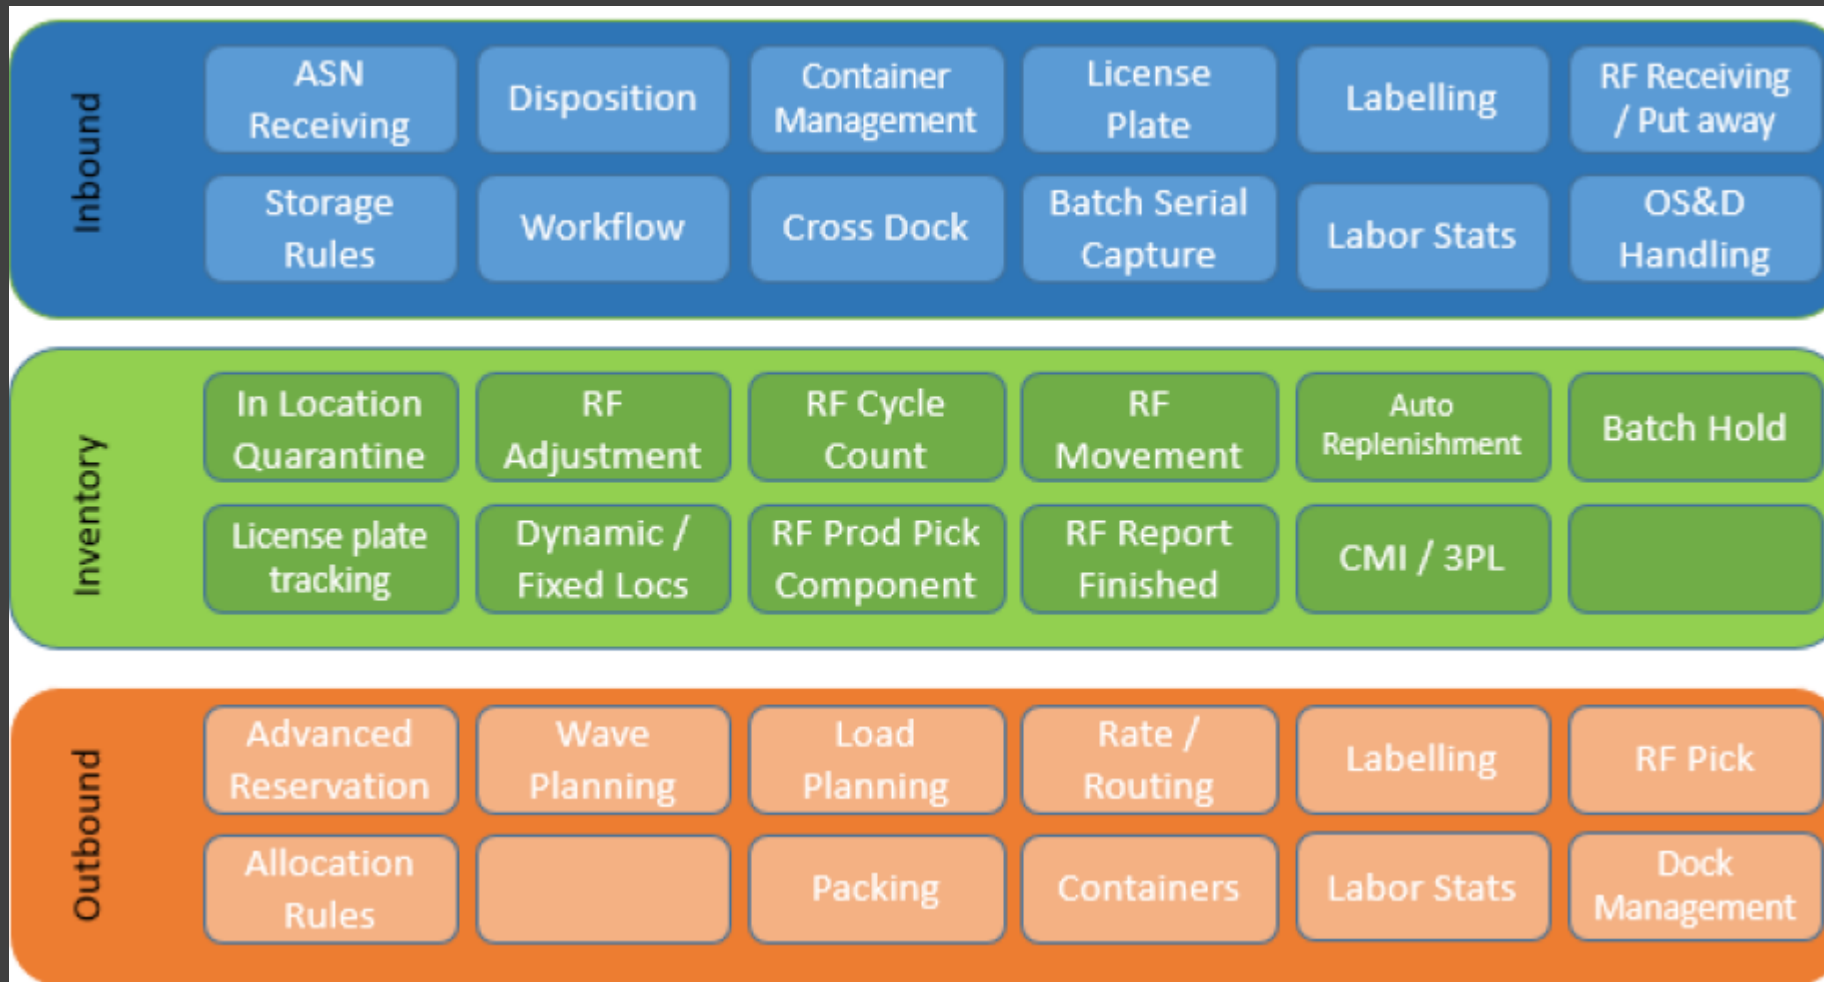 Inbound
ASN
Receiving
Disposition
Container
Management
License
Plate
Labelling
RF Receiving
/ Put away
Storage
Rules
Workflow
Cross Dock
Batch Serial
Capture
Labor Stats
OS&D
Handling
Inventory
In Location
Quarantine
RF
Adjustment
RF Cycle
Count
RF
Movement
Auto
Replenishment
Batch Hold
License plate
tracking
Dynamic /
Fixed Locs
RF Prod Pick
Component
RF Report
Finished
CMI / 3PL
Outbound
Advanced
Reservation
Wave
Planning
Load
Planning
Rate /
Routing
Labelling
RF Pick
Allocation
Rules
Packing
Containers
Labor Stats
Dock
Management